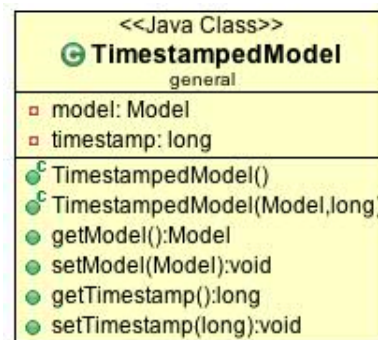 <<Java Class>>
TimestampedModel
general
model: Model
timestamp: long
TimestampedModel()
TimestampedModel(Model,long)
getModel():Model
setModel(Model):void
getTimestamp():long
setTimestamp(long):void